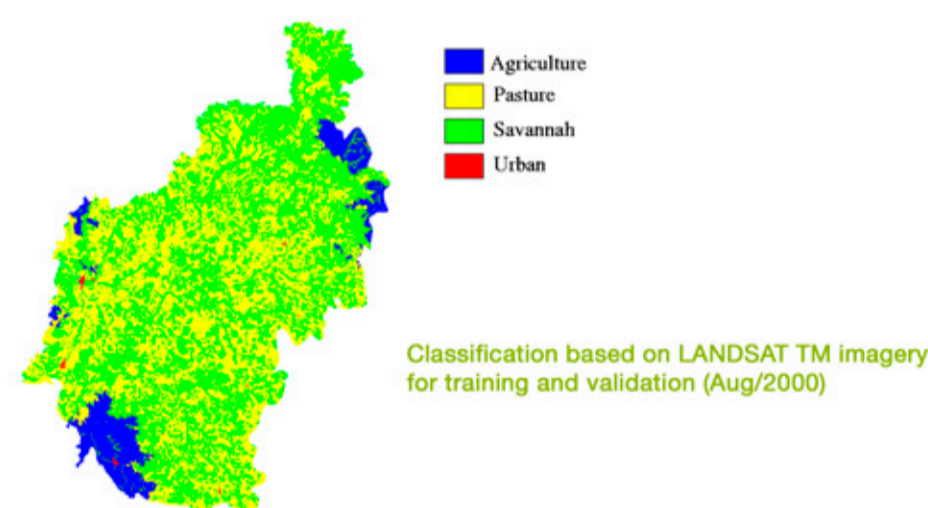 Agriculture
Pasture
Savannah
Urban
Classification based on LANDSAT TM imagery
for training and validation (Aug/2000)